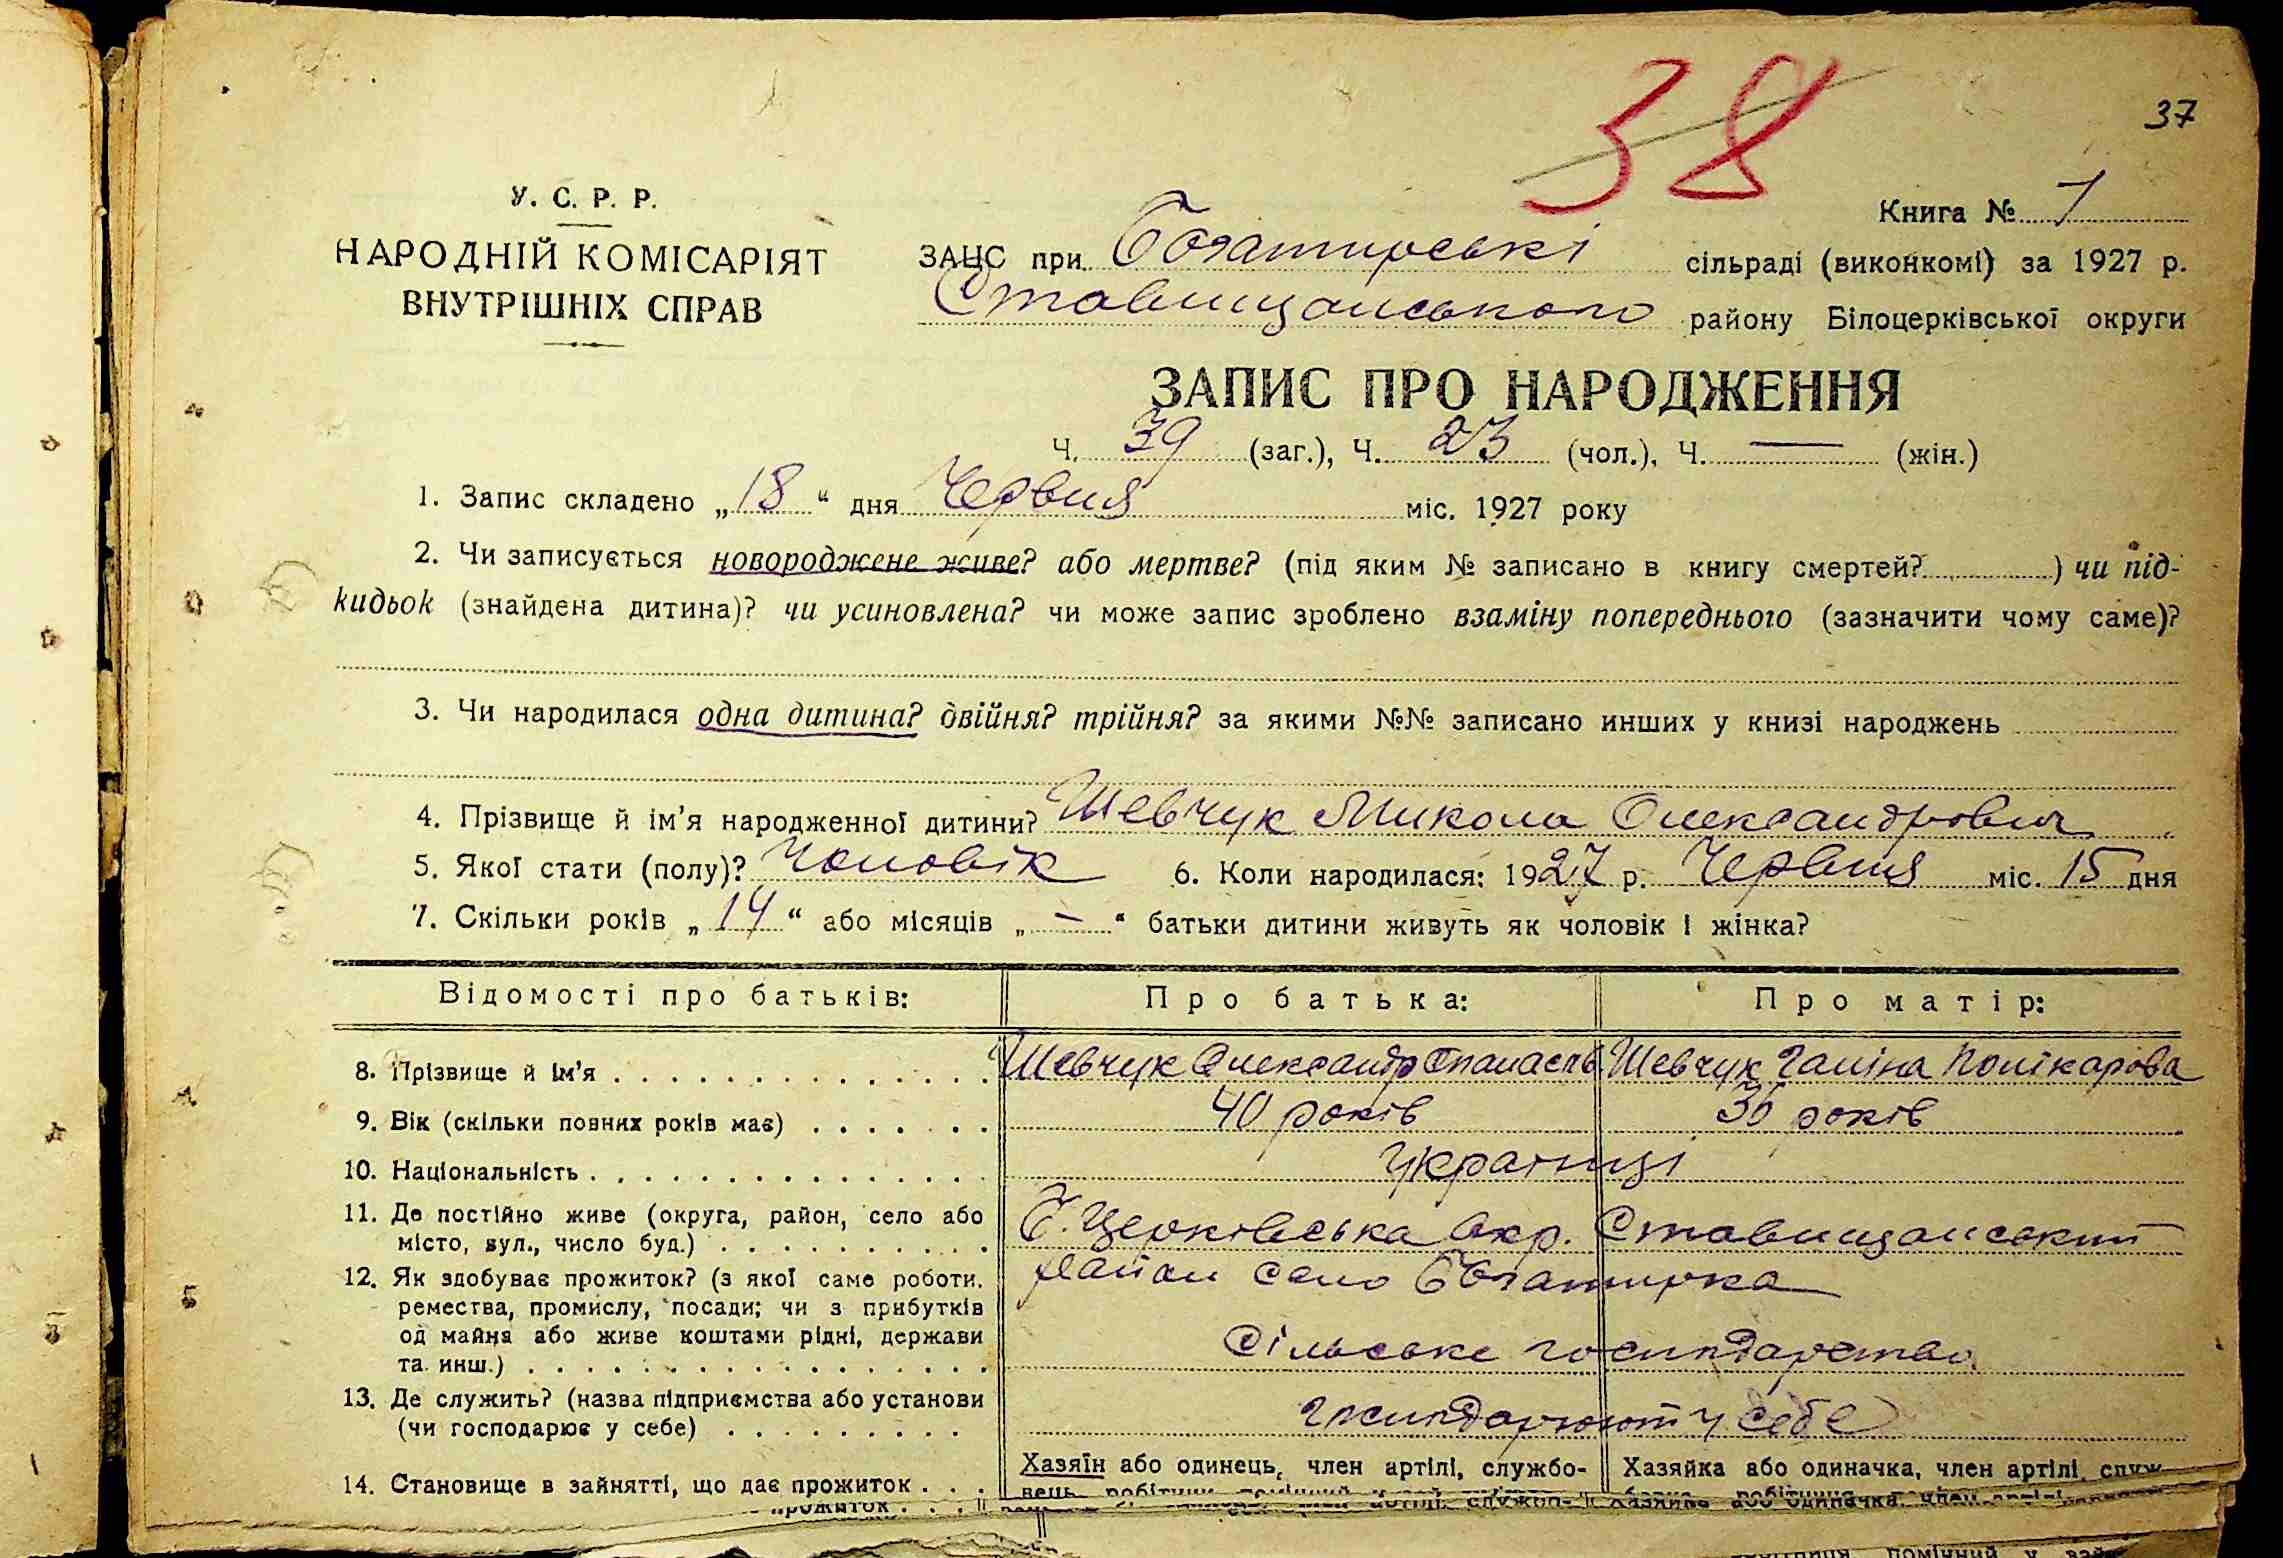 38
37
У. С. Р. Р.
НАРОДНІЙ КОМІСАРІЯТ
ВНУТРІШНІХ СПРАВ
Книга № 1
ЗАЦС при Богатирські сільраді (виконкомі) за 1927 р.
Ставищанського району Білоцерківської округи
ЗАПИС ПРО НАРОДЖЕННЯ
Ч. 39 (заг.), Ч. 23 (чол.), Ч. — (жін.)
1. Запис складено „18“ дня Червня міс. 1927 року
2. Чи записується новороджене живе? або мертве? (під яким № записано в книгу смертей? ) чи під-
кидьок (знайдена дитина)? чи усиновлена? чи може запис зроблено взаміну попереднього (зазначити чому саме)?
3. Чи народилася одна дитина? двійня? трійня? за якими №№ записано инших у книзі народжень
4. Прізвище й ім'я народженної дитини? Шевчук Микола Олександрович
5. Якої стати (полу)? Чоловік 6. Коли народилася: 1927 р. Червня міс. 15 дня
7. Скільки років „14“ або місяців „—“ батьки дитини живуть як чоловік і жінка?
Відомості про батьків: Про батька: Про матір:
8. Прізвище й ім'я . . . Шевчук Олександр Опанасів Шевчук Ганіна Полікарова
9. Вік (скільки повних років має) . . . 40 років 36 років
10. Національність . . . Українці
11. Де постійно живе (округа, район, село або
місто, вул., число буд.) . . . Б. Церківська Окр. Ставищанський
12. Як здобуває прожиток? (з якої саме роботи, район село Богатирка
ремества, промислу, посади; чи з прибутків
од майна або живе коштами рідні, держави
та инш.) . . . Сільське господарство
13. Де служить? (назва підприємства або установи
(чи господарює у себе) . . . господарюють у себе
14. Становище в зайнятті, що дає прожиток . . . Хазяїн або одинець, член артілі, службо- Хазяйка або одиначка, член артілі, служ
прожиток . . .